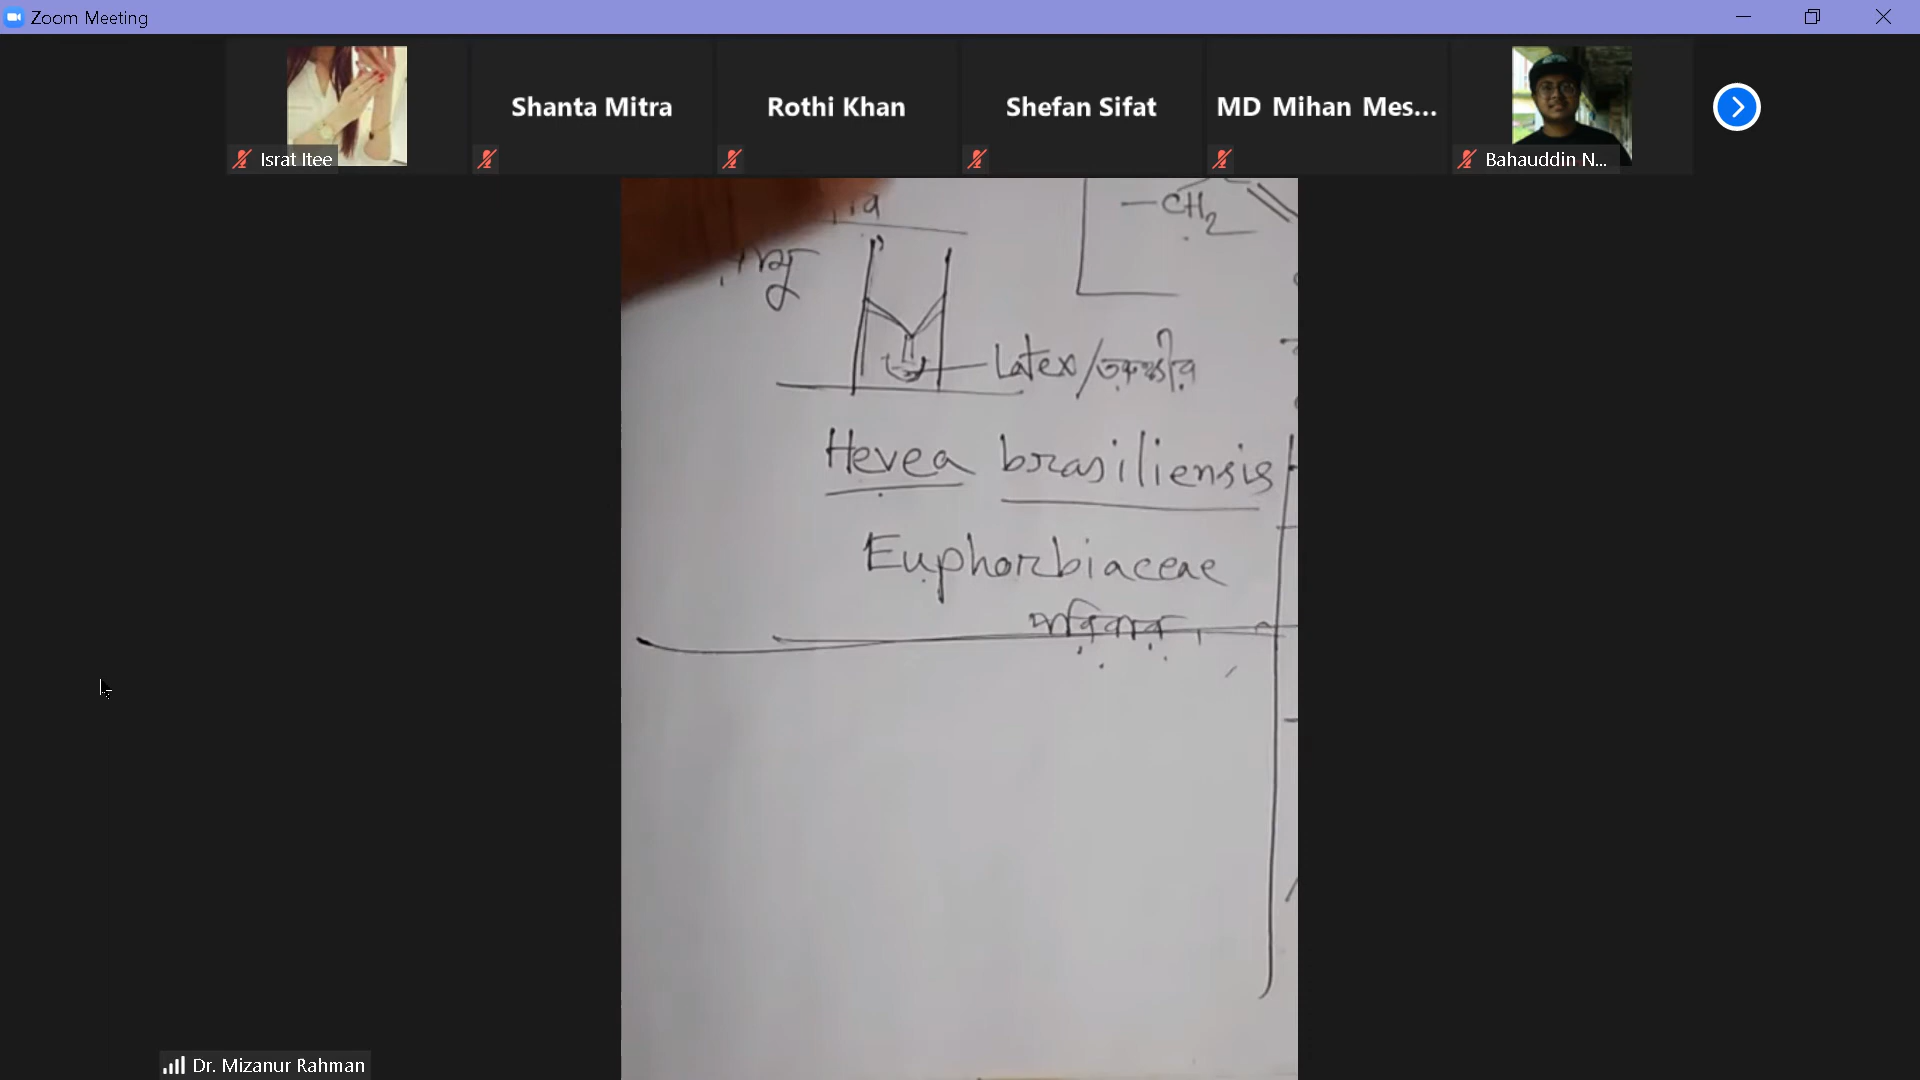 Zoom Meeting
Israt Itee
Shanta Mitra
Rothi Khan
Shefan Sifat
MD Mihan Mes...
Bahauddin N...
—CH2
Latex/তরুক্ষীর
Hevea brasiliensis
Euphorbiaceae
পরিবার
Dr. Mizanur Rahman